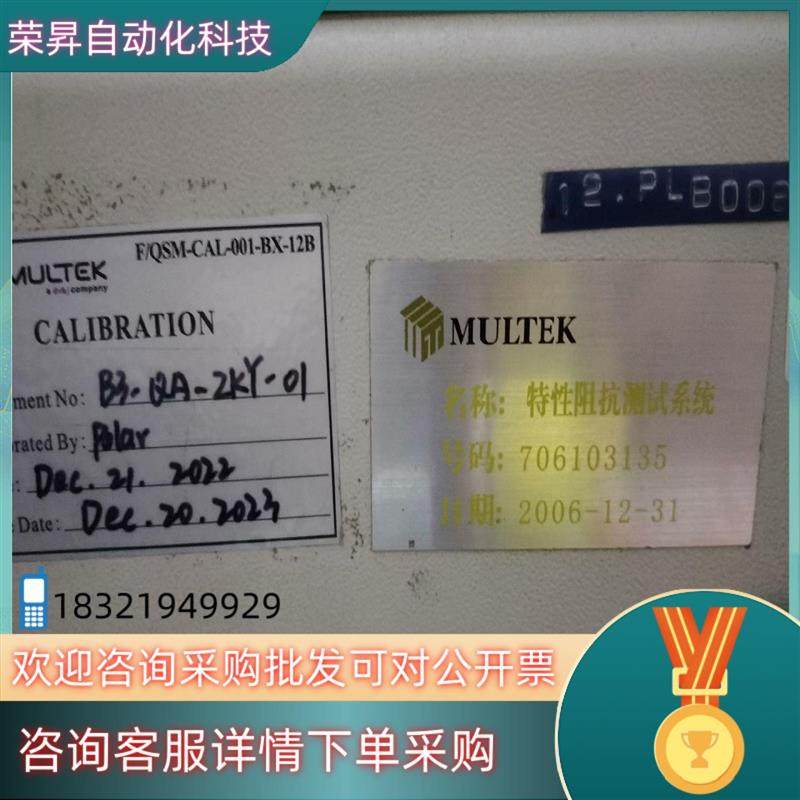 荣昇自动化科技
12.PLB008
F/QSM-CAL-001-BX-12B
MULTEK
company
CALIBRATION
ment No: B3-QA-ZKY-01
rated By: Polar
: Dec. 21. 2022
Date: Dec. 20. 2023
MULTEK
名称: 特性阻抗测试系统
号码: 706103135
日期: 2006-12-31
18321949929
欢迎咨询采购批发可对公开票
咨询客服详情下单采购